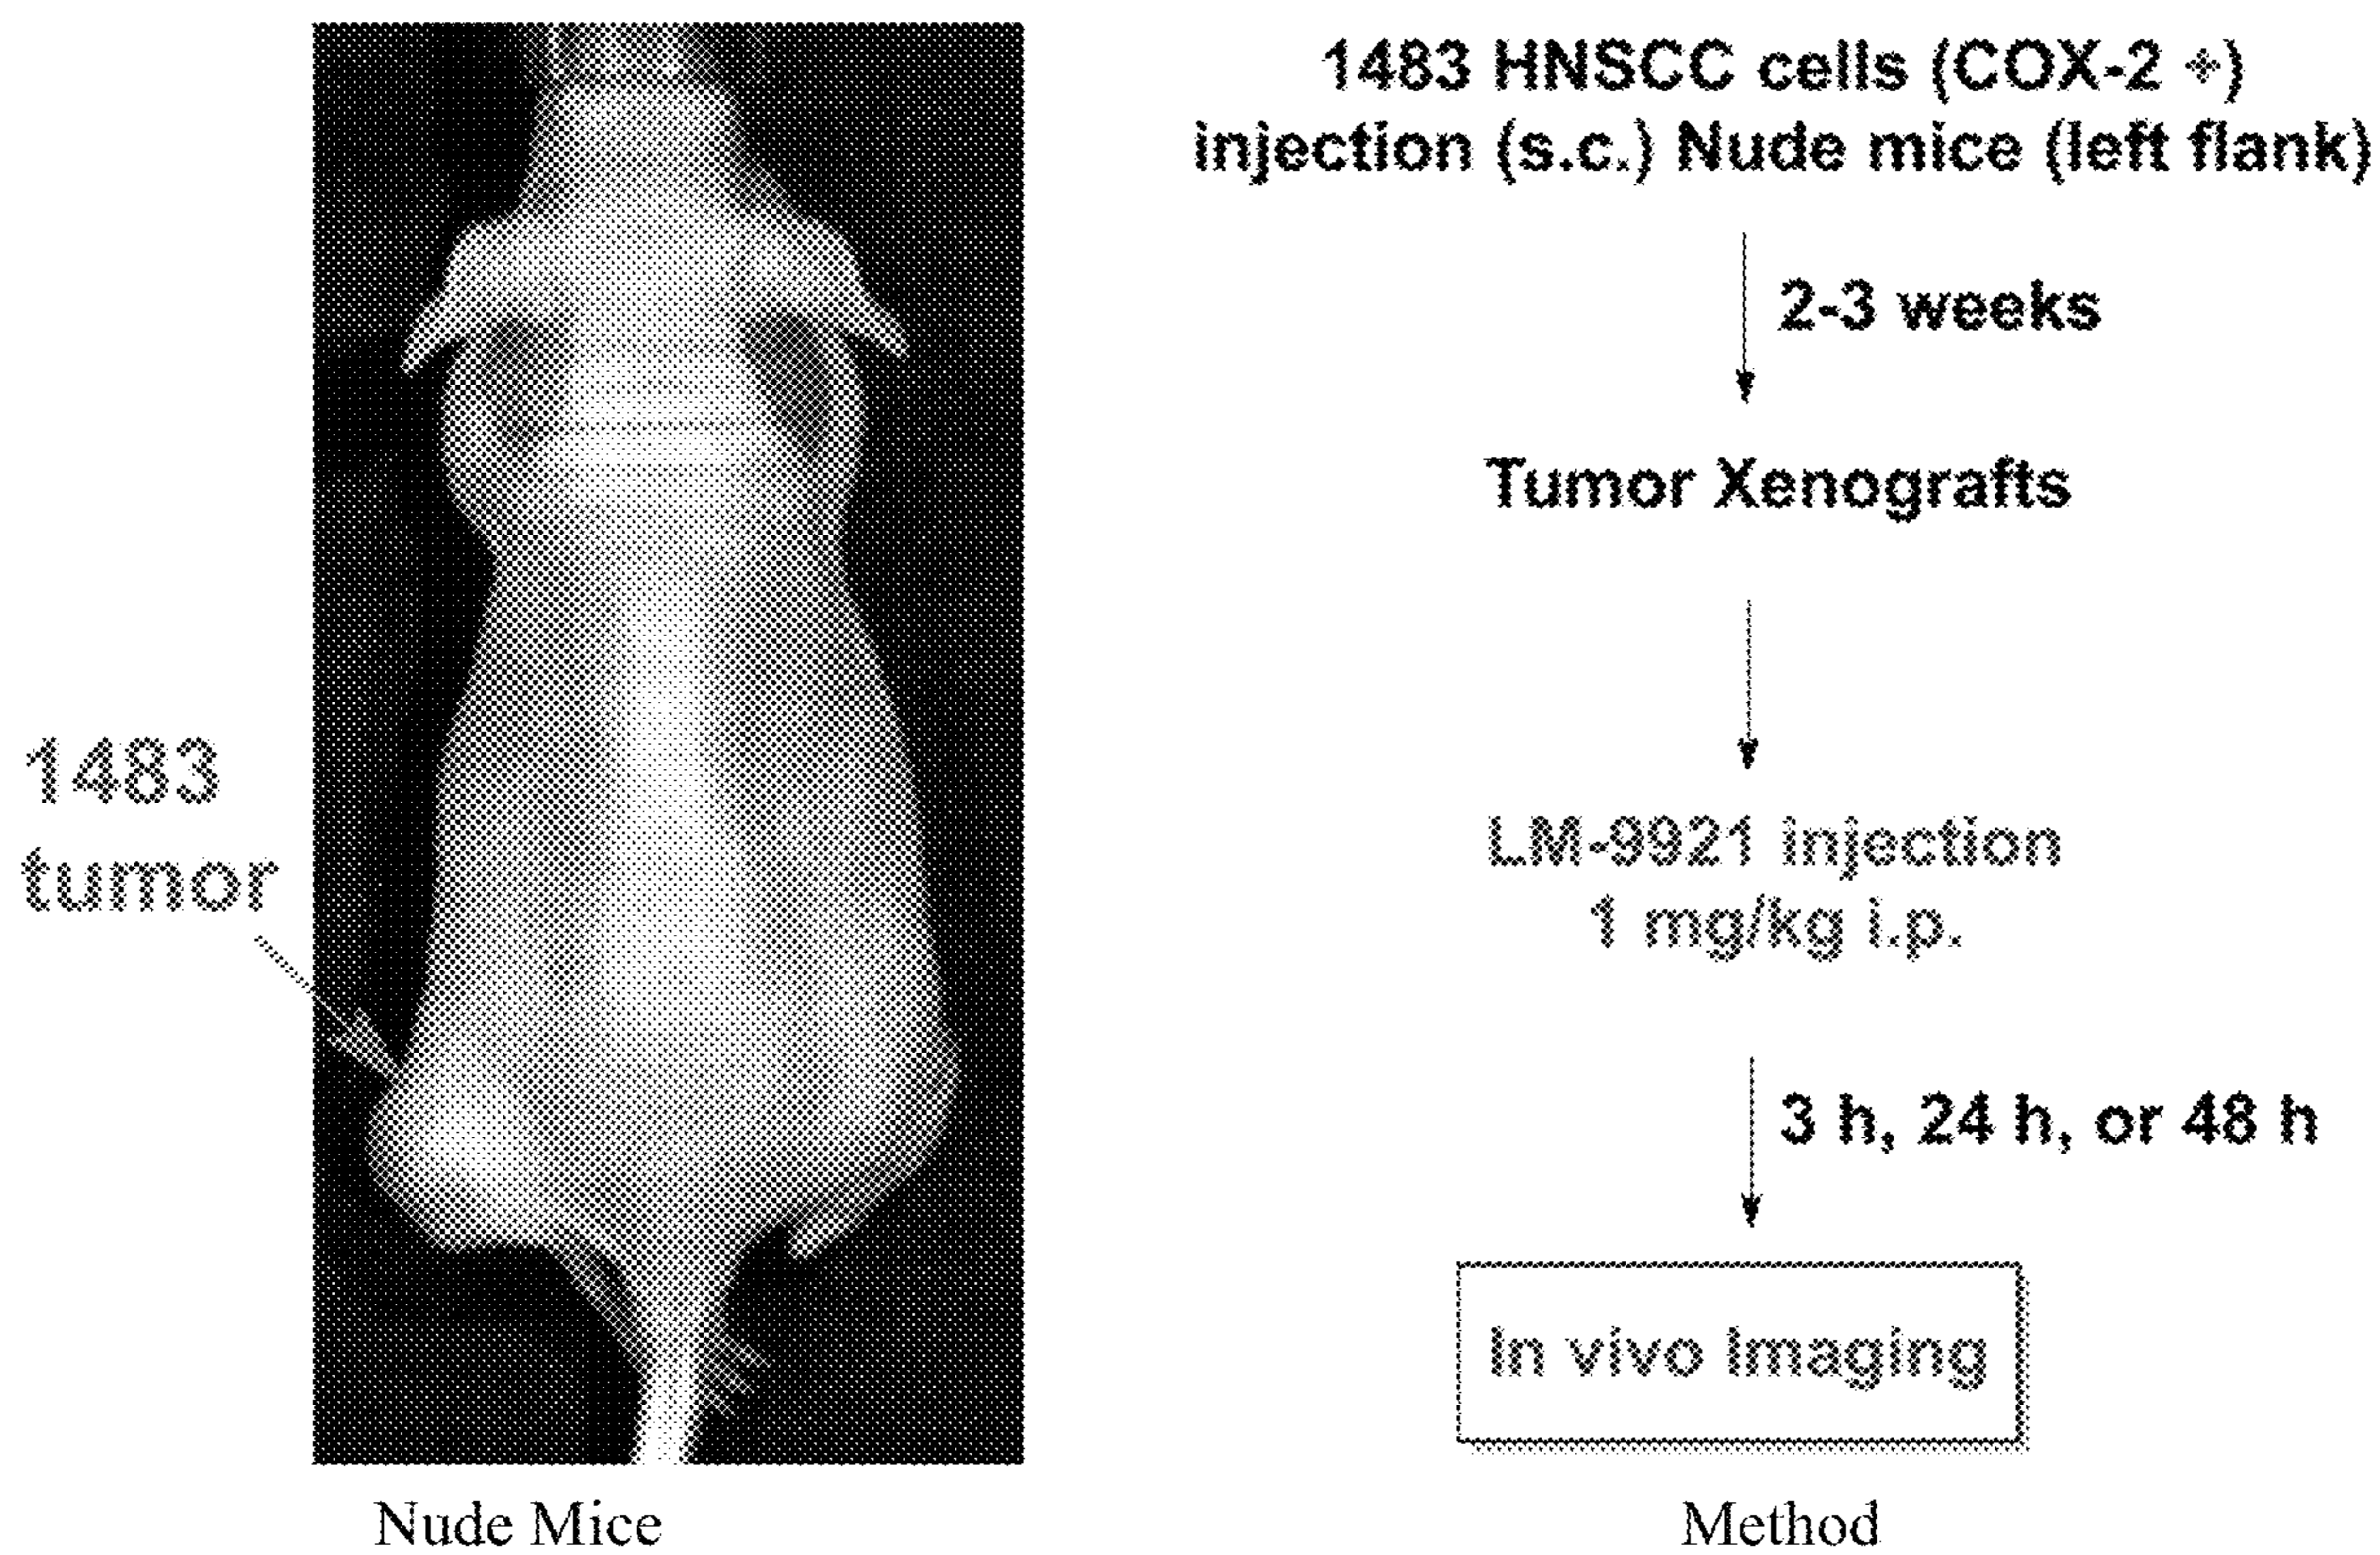 1483
tumor
Nude Mice
1483 HNSCC cells (COX-2 +)
injection (s.c.) Nude mice (left flank)
2-3 weeks
Tumor Xenografts
LM-9921 injection
1 mg/kg i.p.
3 h, 24 h, or 48 h
In vivo Imaging
Method